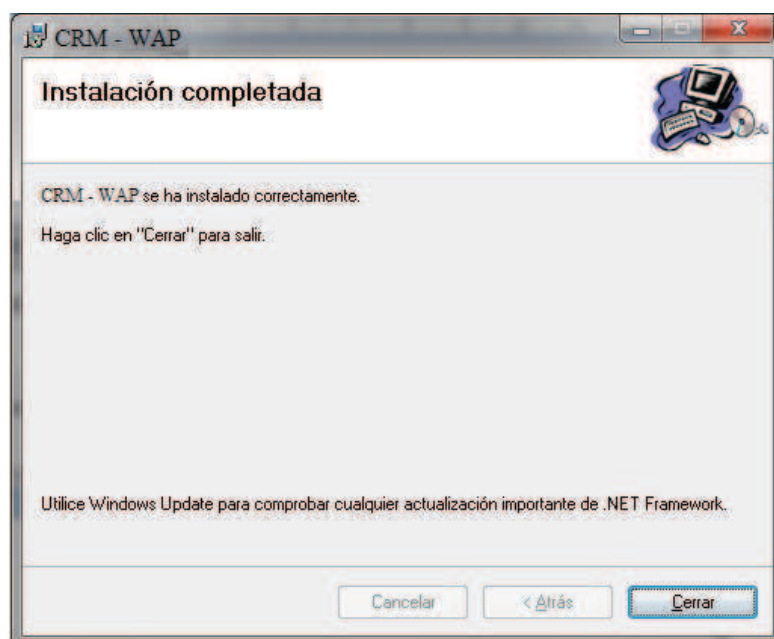 CRM - WAP
Instalación completada
CRM - WAP se ha instalado correctamente.
Haga clic en "Cerrar" para salir.
Utilice Windows Update para comprobar cualquier actualización importante de .NET Framework.
Cancelar < Atrás Cerrar